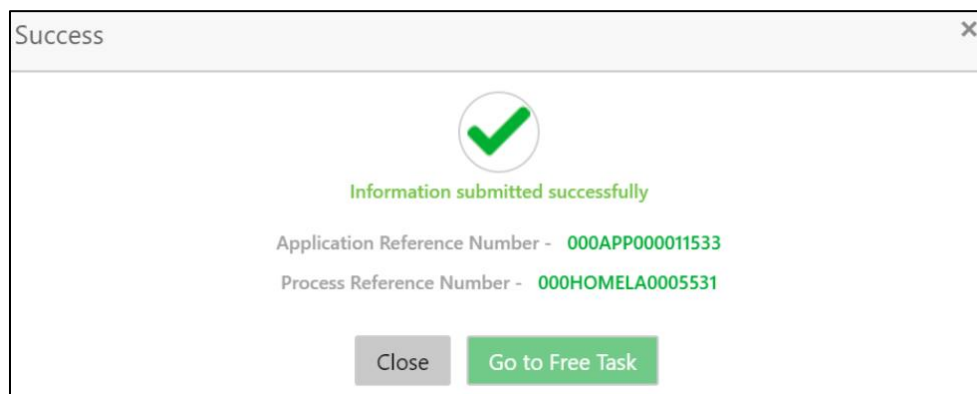 Success ×
Information submitted successfully
Application Reference Number - 000APP000011533
Process Reference Number - 000HOMELA0005531
Close Go to Free Task